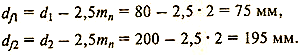 d_{f1} = d_1 − 2,5m_n = 80 − 2,5 · 2 = 75 мм,
d_{f2} = d_2 − 2,5m_n = 200 − 2,5 · 2 = 195 мм.